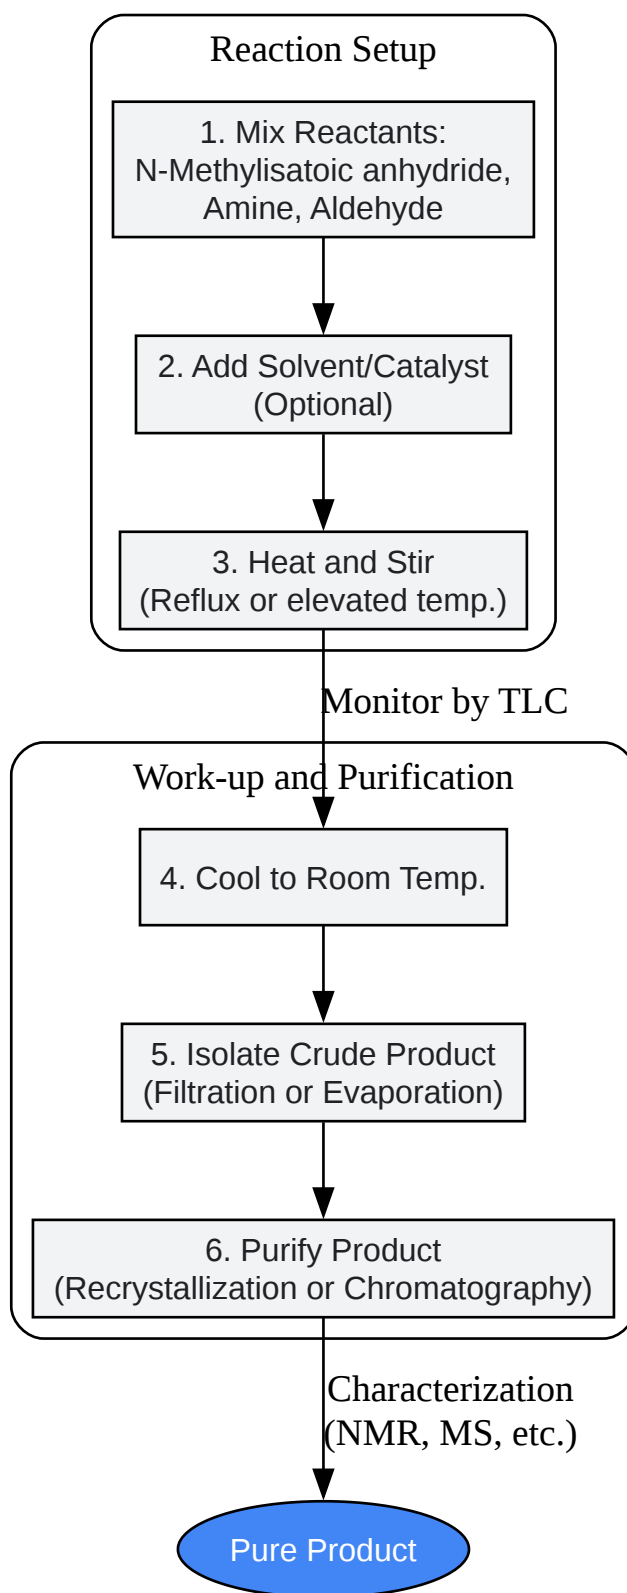 Reaction Setup
1. Mix Reactants:
N-Methylisatoic anhydride,
Amine, Aldehyde
2. Add Solvent/Catalyst
(Optional)
3. Heat and Stir
(Reflux or elevated temp.)
Monitor by TLC
Work-up and Purification
4. Cool to Room Temp.
5. Isolate Crude Product
(Filtration or Evaporation)
6. Purify Product
(Recrystallization or Chromatography)
Characterization
(NMR, MS, etc.)
Pure Product